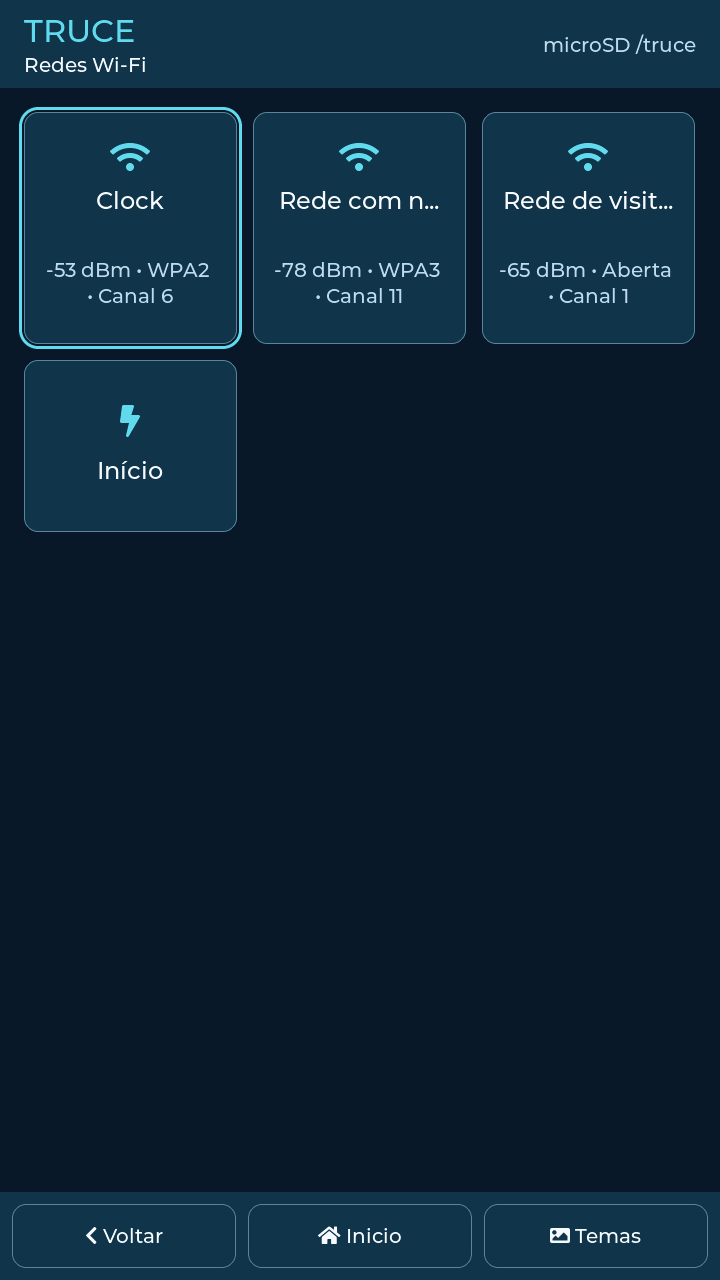 TRUCE
Redes Wi-Fi
microSD /truce
Clock
-53 dBm • WPA2
• Canal 6
Rede com n...
-78 dBm • WPA3
• Canal 11
Rede de visit...
-65 dBm • Aberta
• Canal 1
Início
Voltar
Inicio
Temas